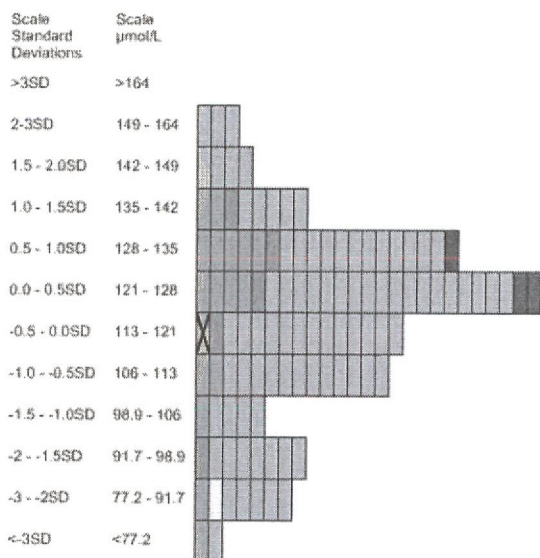 Scale Scale
Standard µmol/L
Deviations
>3SD >164
2-3SD 149 - 164
1.5 - 2.0SD 142 - 149
1.0 - 1.5SD 135 - 142
0.5 - 1.0SD 128 - 135
0.0 - 0.5SD 121 - 128
-0.5 - 0.0SD 113 - 121
-1.0 - -0.5SD 106 - 113
-1.5 - -1.0SD 98.9 - 106
-2 - -1.5SD 91.7 - 98.9
-3 - -2SD 77.2 - 91.7
<-3SD <77.2